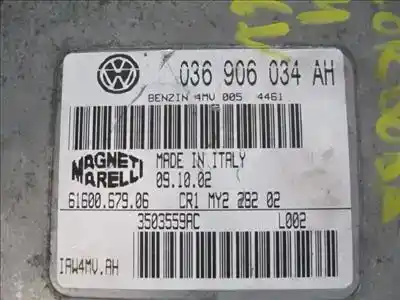 036 906 034 AH
BENZIN 4MV 005 4461
MAGNETI
MARELLI
MADE IN ITALY
09.10.02
61600.679.06 CR1 MY2 292 02
3503559AC L002
IAW4MV.AH